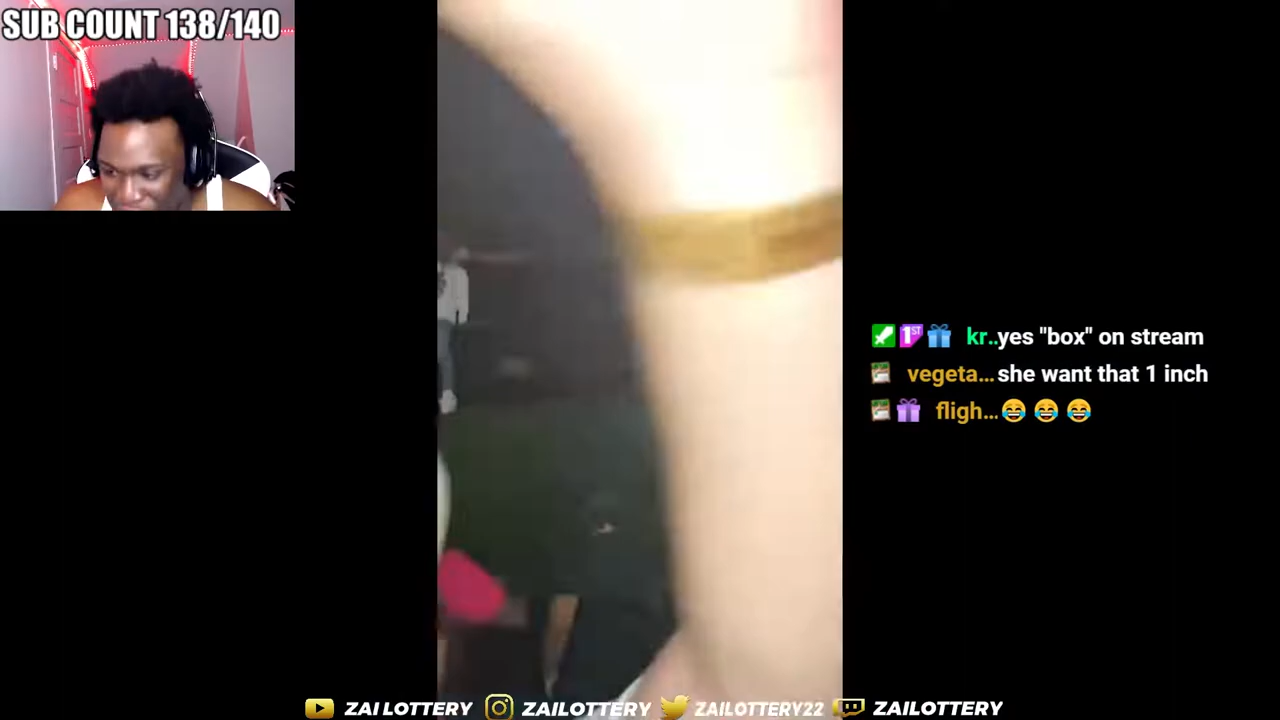 SUB COUNT 138/140
kr..yes "box" on stream
vegeta...she want that 1 inch
fligh...😂 😂 😂
ZAI LOTTERY ZAILOTTERY ZAILOTTERY22 ZAILOTTERY